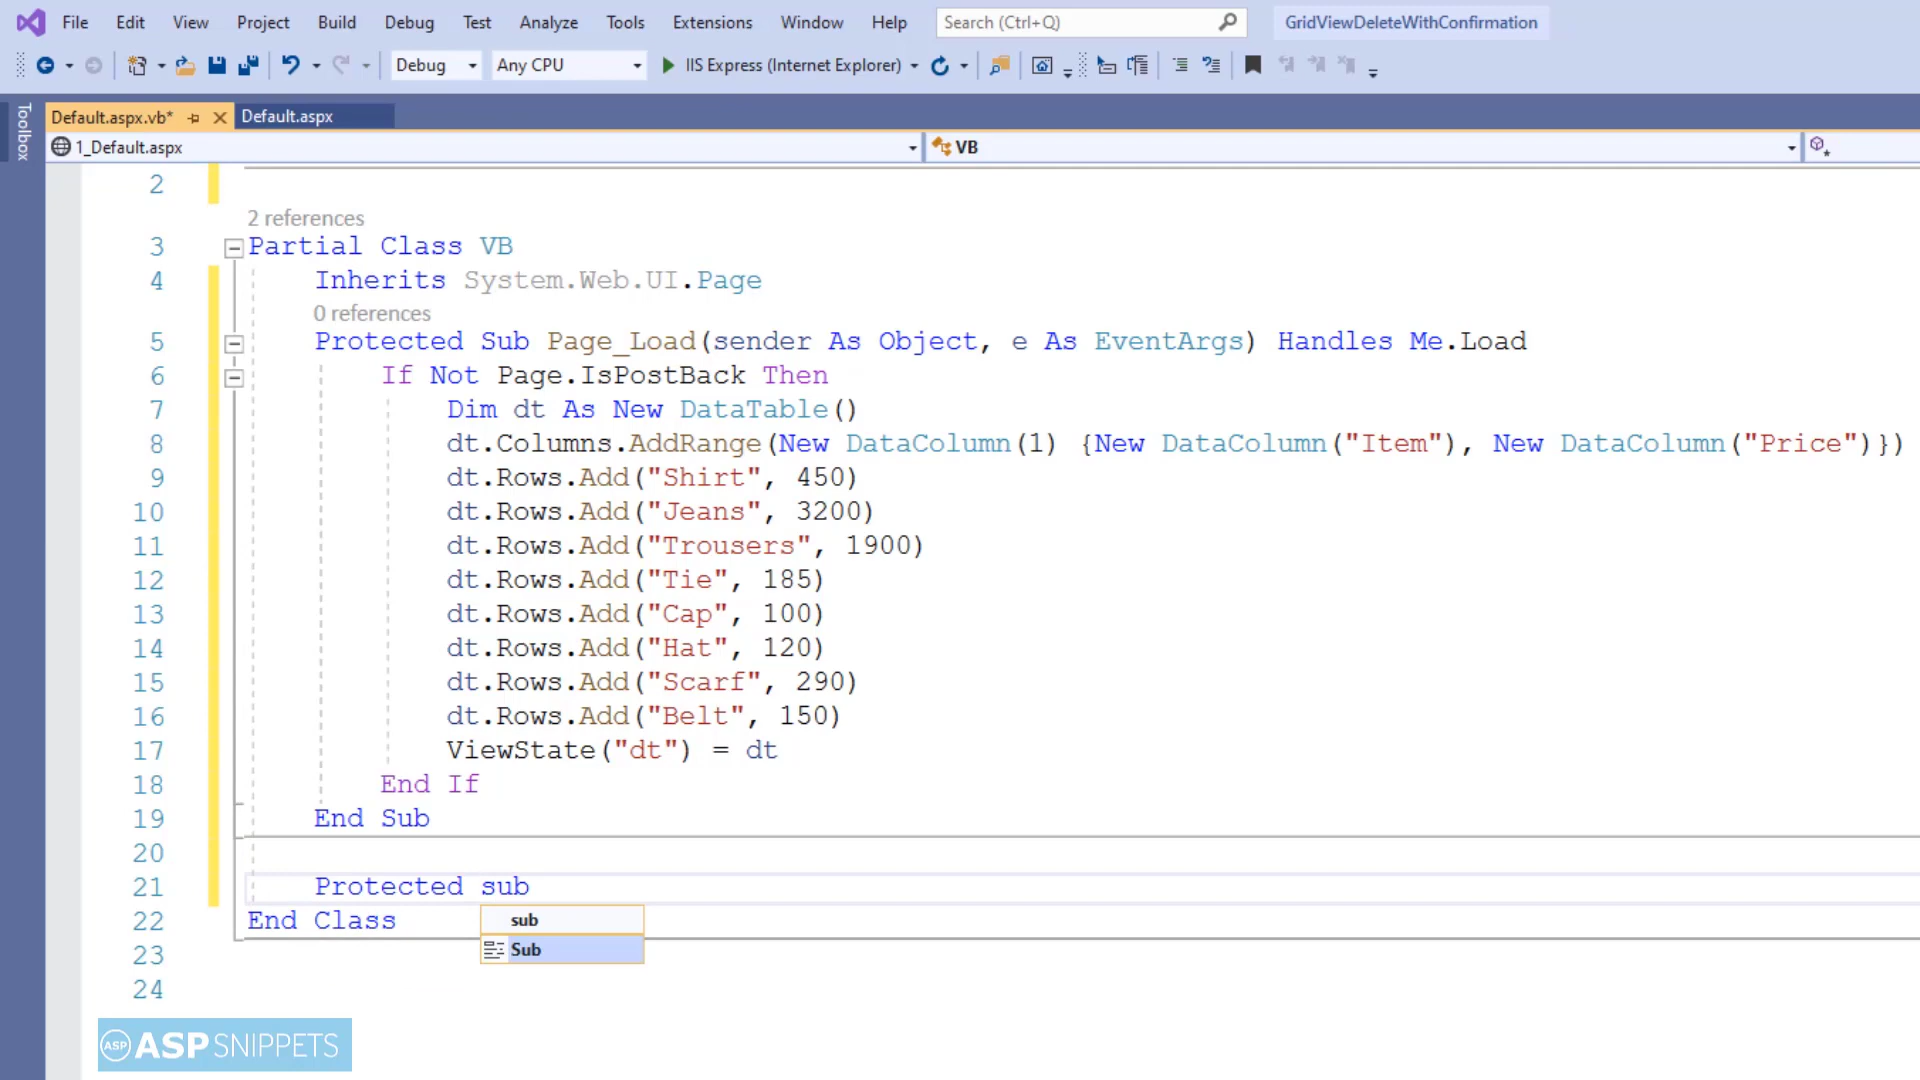 File Edit View Project Build Debug Test Analyze Tools Extensions Window Help Search (Ctrl+Q) GridViewDeleteWithConfirmation
Debug Any CPU IIS Express (Internet Explorer)
Toolbox
Default.aspx.vb* Default.aspx
1_Default.aspx VB
2
2 references
3 Partial Class VB
4 Inherits System.Web.UI.Page
0 references
5 Protected Sub Page_Load(sender As Object, e As EventArgs) Handles Me.Load
6 If Not Page.IsPostBack Then
7 Dim dt As New DataTable()
8 dt.Columns.AddRange(New DataColumn(1) {New DataColumn("Item"), New DataColumn("Price")})
9 dt.Rows.Add("Shirt", 450)
10 dt.Rows.Add("Jeans", 3200)
11 dt.Rows.Add("Trousers", 1900)
12 dt.Rows.Add("Tie", 185)
13 dt.Rows.Add("Cap", 100)
14 dt.Rows.Add("Hat", 120)
15 dt.Rows.Add("Scarf", 290)
16 dt.Rows.Add("Belt", 150)
17 ViewState("dt") = dt
18 End If
19 End Sub
20
21 Protected sub
22 End Class
sub
Sub
23
24
ASP ASPSNIPPETS